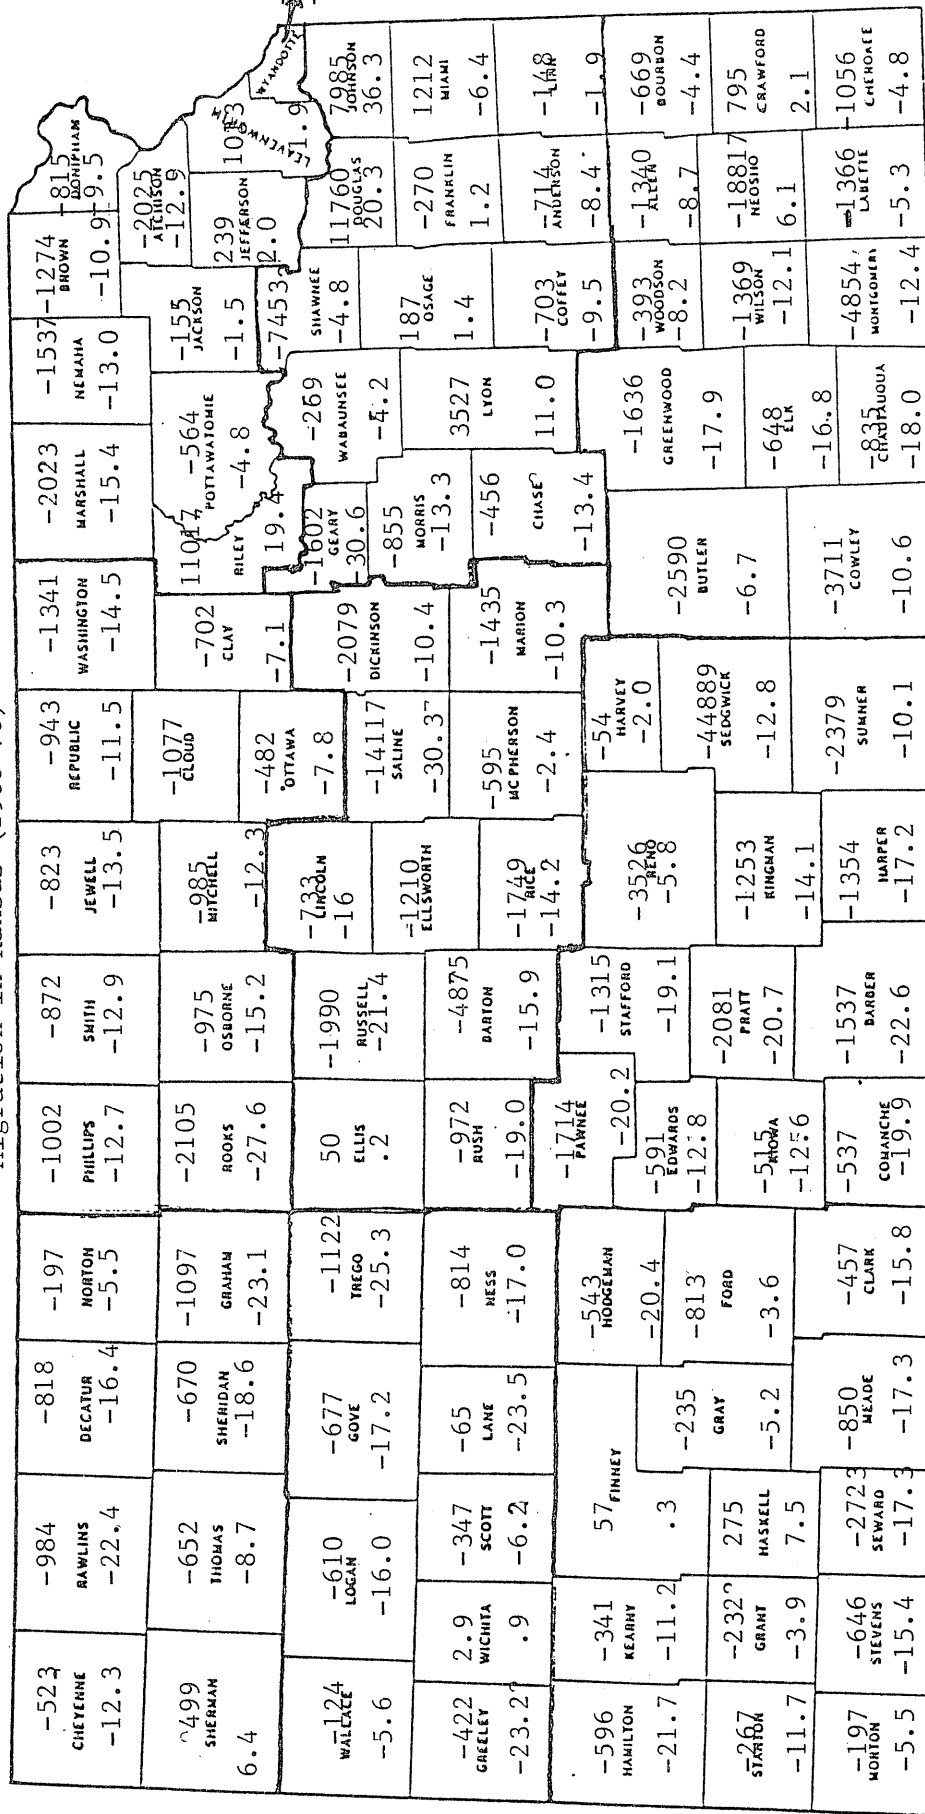 Migration in Kansas
-523
CHEYENNE
-12.3
-984
RAWLINS
-22.4
-818
DECATUR
-16.4
-197
NORTON
-5.5
-1002
PHILLIPS
-12.7
-872
SMITH
-12.9
-823
JEWELL
-13.5
-943
REPUBLIC
-11.5
-1341
WASHINGTON
-14.5
-2023
MARSHALL
-15.4
-1537
NEMAHA
-13.0
-1274
BROWN
-10.9
-815
DONIPHAM
-9.5
499
SHERMAN
6.4
-652
THOMAS
-8.7
-670
SHERIDAN
-18.6
-1097
GRAHAM
-23.1
-2105
ROOKS
-27.6
-975
OSBORNE
-15.2
-985
MITCHELL
-12.3
-1077
CLOUD
-482
OTTAWA
-7.8
-702
CLAY
-7.1
11017
RILEY
19.4
-564
POTTAWATOMIE
-4.8
-155
JACKSON
-1.5
-2025
ATCHISON
-12.9
239
JEFFERSON
2.0
LEAVENWORTH
1.9
WYANDOTTE
-124
WALLACE
-5.6
-610
LOGAN
-16.0
-677
GOVE
-17.2
-1122
TREGO
-25.3
50
ELLIS
.2
-1990
RUSSELL
-21.4
-733
LINCOLN
-16
-1210
ELLSWORTH
-14117
SALINE
-30.3
-2079
DICKINSON
-10.4
-1602
GEARY
-30.6
-855
MORRIS
-13.3
-269
WABAUNSEE
-4.2
-7453
SHAWNEE
-4.8
187
OSAGE
1.4
11760
DOUGLAS
20.3
7985
JOHNSON
36.3
-270
FRANKLIN
1.2
1212
MIAMI
-6.4
-422
GREELEY
-23.2
2.9
WICHITA
.9
-347
SCOTT
-6.2
-65
LANE
-23.5
-814
NESS
-17.0
-972
RUSH
-19.0
-4875
BARTON
-15.9
-1749
RICE
-14.2
-595
MCPHERSON
-2.4
-1435
MARION
-10.3
-456
CHASE
-13.4
3527
LYON
11.0
-703
COFFEY
-9.5
-714
ANDERSON
-8.4
-148
LINN
-1.9
-596
HAMILTON
-21.7
-341
KEARNY
-11.2
57
FINNEY
.3
-543
HODGEMAN
-20.4
-1714
PAWNEE
-20.2
-1315
STAFFORD
-19.1
-3526
RENO
-5.8
-54
HARVEY
-2.0
-44889
SEDGWICK
-12.8
-2590
BUTLER
-6.7
-1636
GREENWOOD
-17.9
-393
WOODSON
-8.2
-1340
ALLEN
-8.7
-669
BOURBON
-4.4
-267
STANTON
-11.7
-232
GRANT
-3.9
275
HASKELL
7.5
-235
GRAY
-5.2
-813
FORD
-3.6
-591
EDWARDS
-12.8
-515
KIOWA
-12.6
-2081
PRATT
-20.7
-1253
KINGMAN
-14.1
-648
ELK
-16.8
-1369
WILSON
-12.1
-18817
NEOSHO
6.1
795
CRAWFORD
2.1
-197
MORTON
-5.5
-646
STEVENS
-15.4
-2723
SEWARD
-17.3
-850
MEADE
-17.3
-457
CLARK
-15.8
-537
COMANCHE
-19.9
-1537
BARBER
-22.6
-1354
HARPER
-17.2
-2379
SUMNER
-10.1
-3711
COWLEY
-10.6
-835
CHAUTAUQUA
-18.0
-4854
MONTGOMERY
-12.4
-1366
LABETTE
-5.3
-1056
CHEROKEE
-4.8